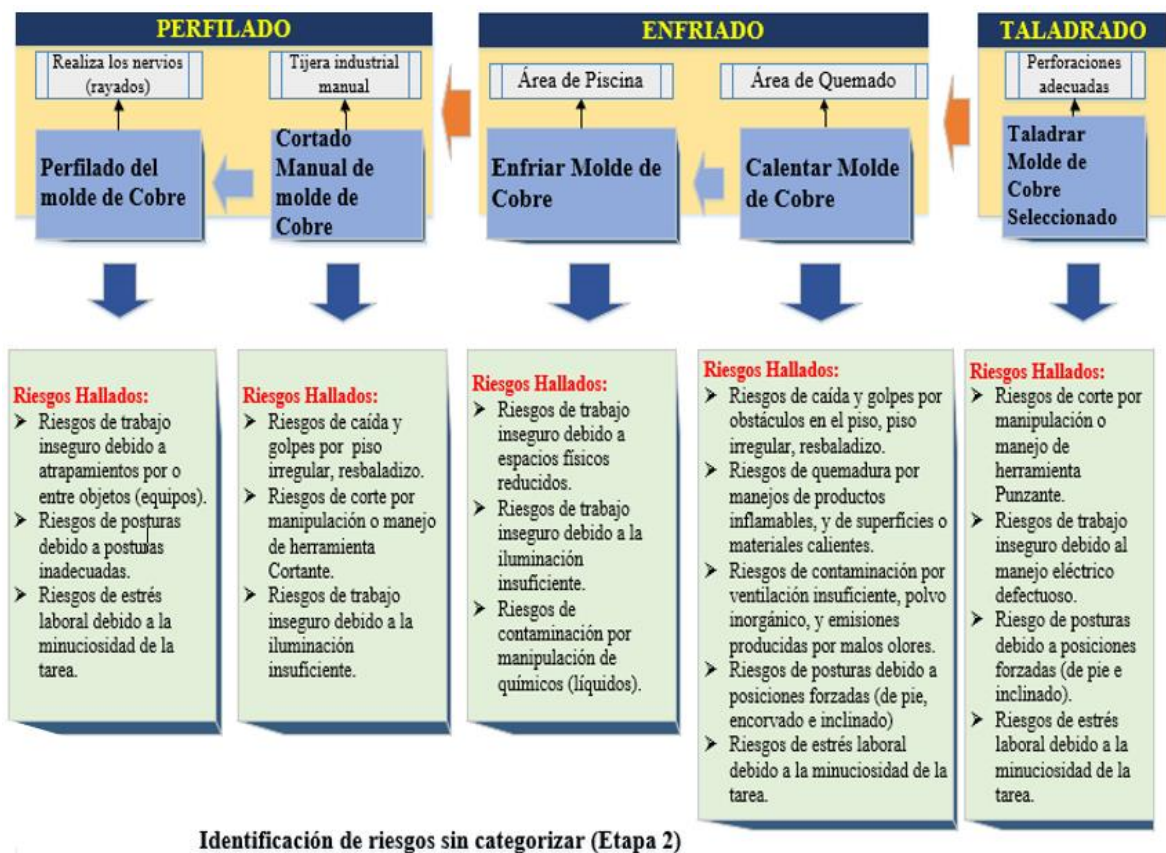 PERFILADO
Realiza los nervios
(rayados)
Tijera industrial
manual
Perfilado del
molde de Cobre
Cortado
Manual de
molde de
Cobre
ENFRIADO
Área de Piscina
Área de Quemado
Enfriar Molde de
Cobre
Calentar Molde
de Cobre
TALADRADO
Perforaciones
adecuadas
Taladrar
Molde de
Cobre
Seleccionado
Riesgos Hallados:
➤ Riesgos de trabajo
inseguro debido a
atrapamientos por o
entre objetos (equipos).
➤ Riesgos de posturas
debido a posturas
inadecuadas.
➤ Riesgos de estrés
laboral debido a la
minuciosidad de la
tarea.
Riesgos Hallados:
➤ Riesgos de caída y
golpes por piso
irregular, resbaladizo.
➤ Riesgos de corte por
manipulación o manejo
de herramienta
Cortante.
➤ Riesgos de trabajo
inseguro debido a la
iluminación
insuficiente.
Riesgos Hallados:
➤ Riesgos de trabajo
inseguro debido a
espacios físicos
reducidos.
➤ Riesgos de trabajo
inseguro debido a la
iluminación
insuficiente.
➤ Riesgos de
contaminación por
manipulación de
químicos (líquidos).
Riesgos Hallados:
➤ Riesgos de caída y golpes por
obstáculos en el piso, piso
irregular, resbaladizo.
➤ Riesgos de quemadura por
manejos de productos
inflamables, y de superfícies o
materiales calientes.
➤ Riesgos de contaminación por
ventilación insuficiente, polvo
inorgánico, y emisiones
producidas por malos olores.
➤ Riesgos de posturas debido a
posiciones forzadas (de pie,
encorvado e inclinado)
➤ Riesgos de estrés laboral
debido a la minuciosidad de la
tarea.
Riesgos Hallados:
➤ Riesgos de corte por
manipulación o
manejo de
herramienta
Punzante.
➤ Riesgos de trabajo
inseguro debido al
manejo eléctrico
defectuoso.
➤ Riesgo de posturas
debido a posiciones
forzadas (de pie e
inclinado).
➤ Riesgos de estrés
laboral debido a la
minuciosidad de la
tarea.
Identificación de riesgos sin categorizar (Etapa 2)